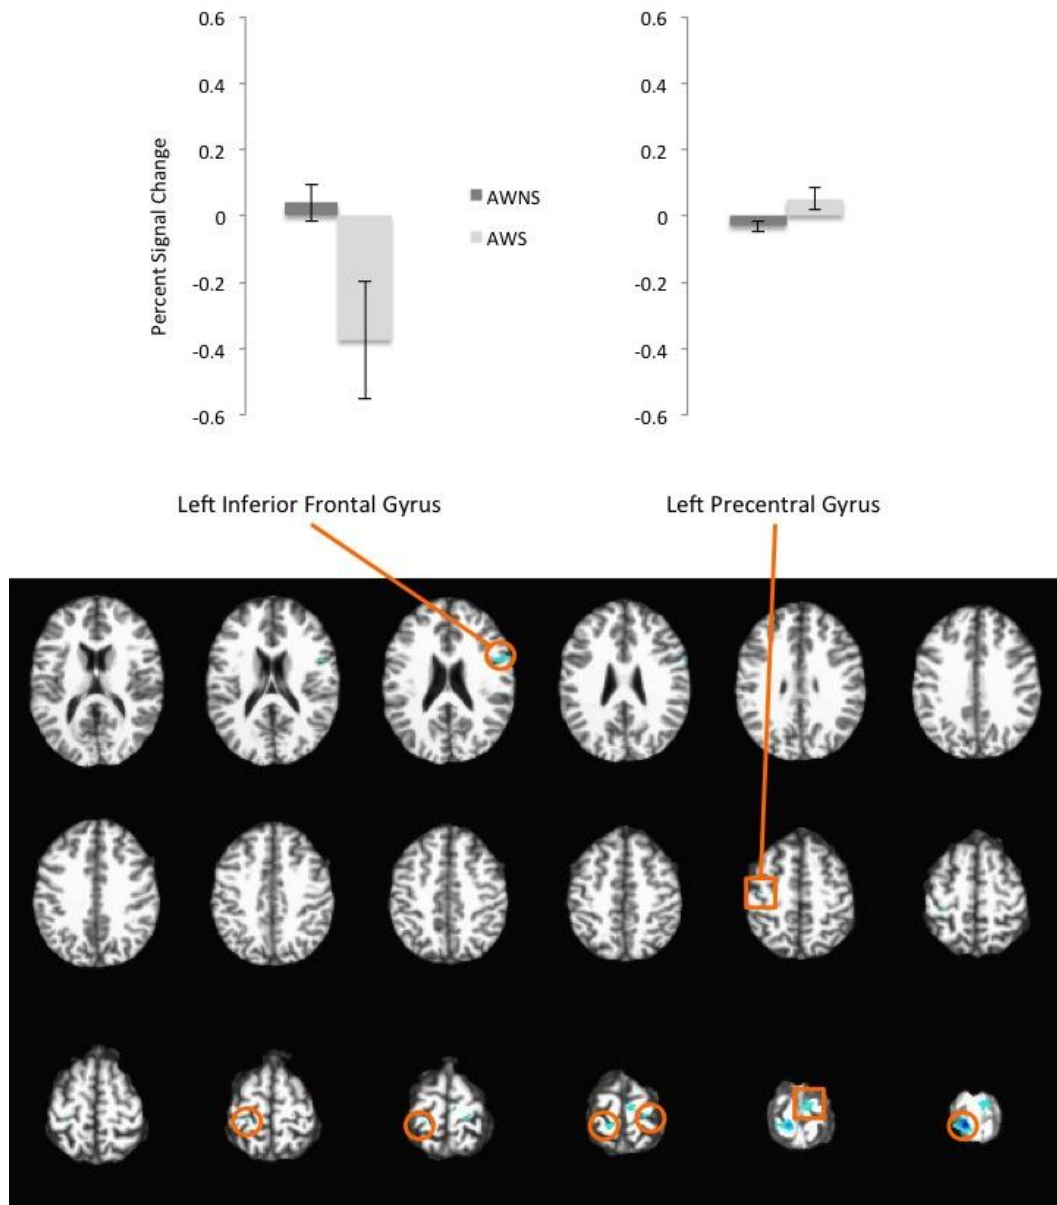 0.6
0.4
0.2
0
-0.2
-0.4
-0.6
Percent Signal Change
AWNS
AWS
0.6
0.4
0.2
0
-0.2
-0.4
-0.6
Left Inferior Frontal Gyrus
Left Precentral Gyrus